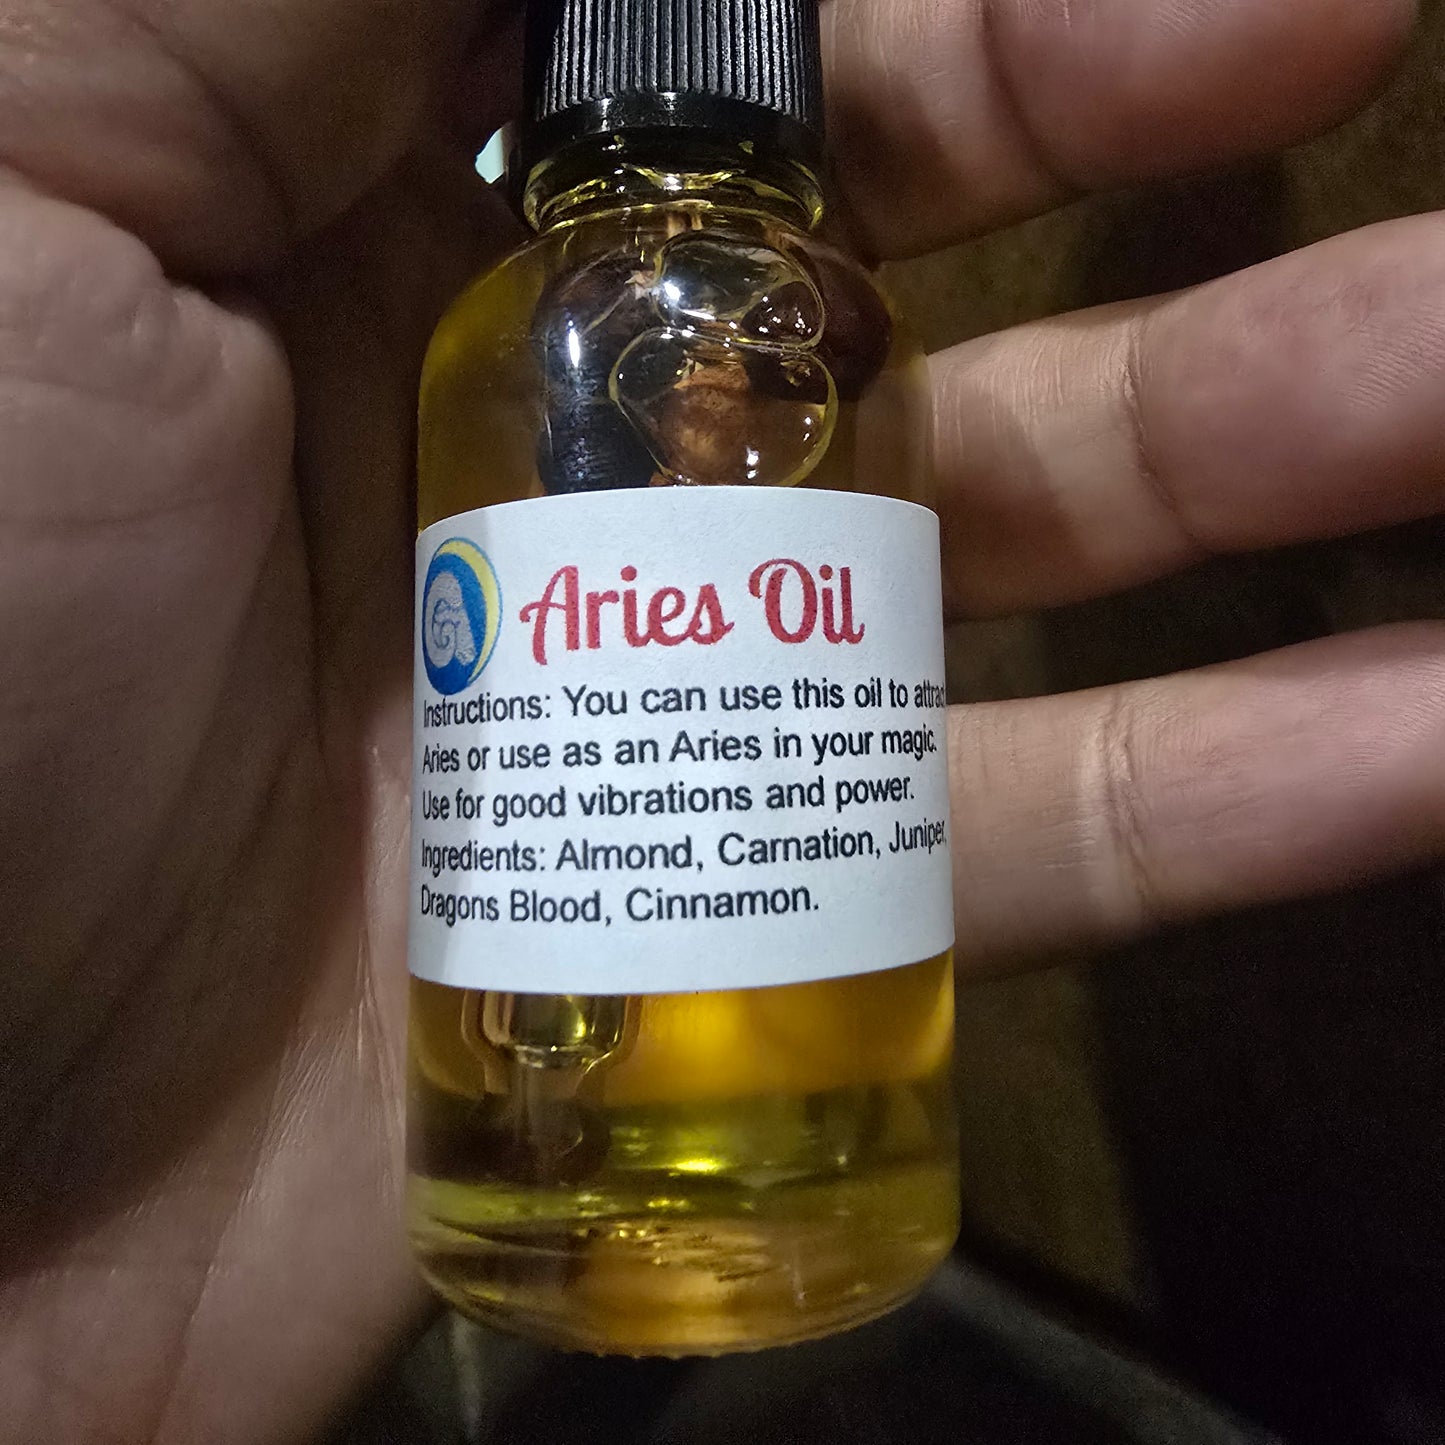 Aries Oil
Instructions: You can use this oil to attrac
Aries or use as an Aries in your magic.
Use for good vibrations and power.
Ingredients: Almond, Carnation, Juniper,
Dragons Blood, Cinnamon.